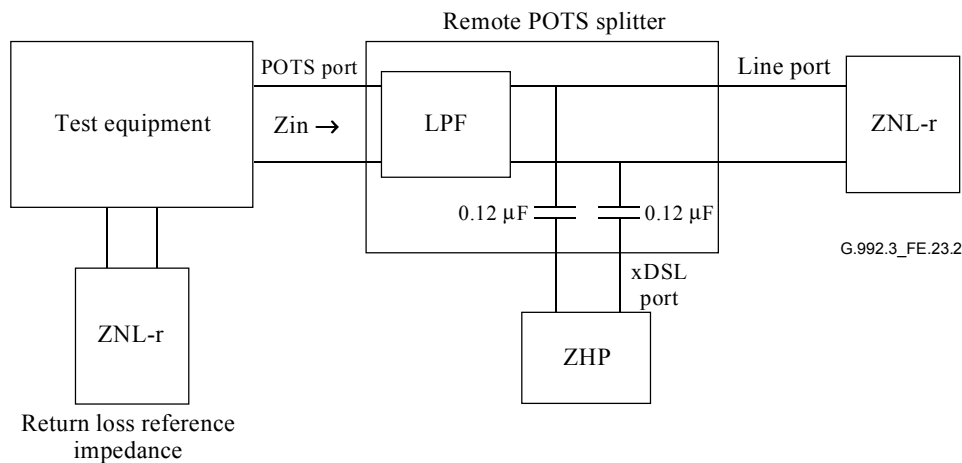 Remote POTS splitter
POTS port
Line port
Test equipment
Zin →
LPF
ZNL-r
0.12 µF
0.12 µF
G.992.3_FE.23.2
xDSL
port
ZNL-r
ZHP
Return loss reference
impedance